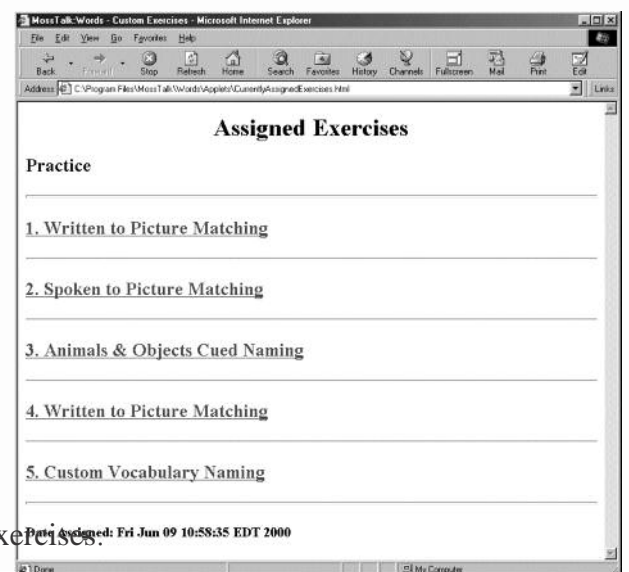 MossTalk:Words - Custom Exercises - Microsoft Internet Explorer
File Edit View Go Favorites Help
Back Forward Stop Refresh Home Search Favorites History Channels Fullscreen Mail Print Edit
Address C:\Program Files\MossTalk\Words\Applets\CurrentlyAssignedExercises.html Links
Assigned Exercises
Practice
1. Written to Picture Matching
2. Spoken to Picture Matching
3. Animals & Objects Cued Naming
4. Written to Picture Matching
5. Custom Vocabulary Naming
Date Assigned: Fri Jun 09 10:58:35 EDT 2000
xercises.
Done My Computer